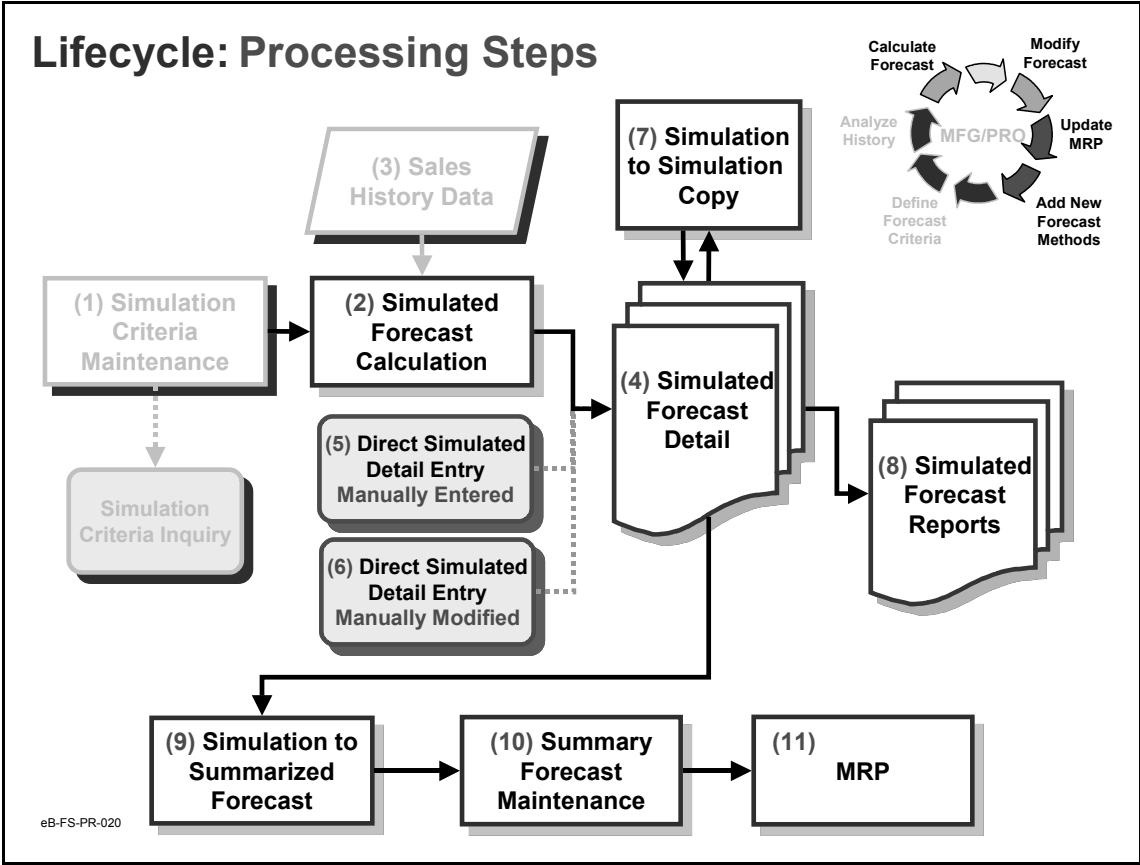 Lifecycle: Processing Steps
Calculate
Forecast
Modify
Forecast
Analyze
History
MFG/PRO
Update
MRP
Define
Forecast
Criteria
Add New
Forecast
Methods
(3) Sales
History Data
(7) Simulation
to Simulation
Copy
(1) Simulation
Criteria
Maintenance
(2) Simulated
Forecast
Calculation
(4) Simulated
Forecast
Detail
(5) Direct Simulated
Detail Entry
Manually Entered
(8) Simulated
Forecast
Reports
Simulation
Criteria Inquiry
(6) Direct Simulated
Detail Entry
Manually Modified
(9) Simulation to
Summarized
Forecast
(10) Summary
Forecast
Maintenance
(11)
MRP
eB-FS-PR-020